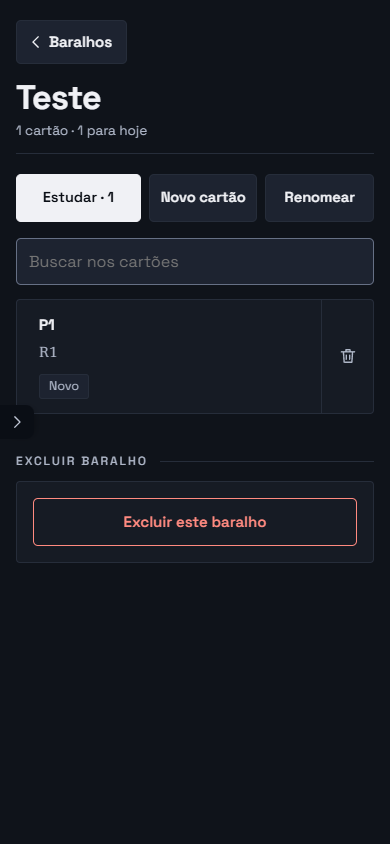 Baralhos
Teste
1 cartão · 1 para hoje
Estudar · 1
Novo cartão
Renomear
Buscar nos cartões
P1
R1
Novo
EXCLUIR BARALHO
Excluir este baralho